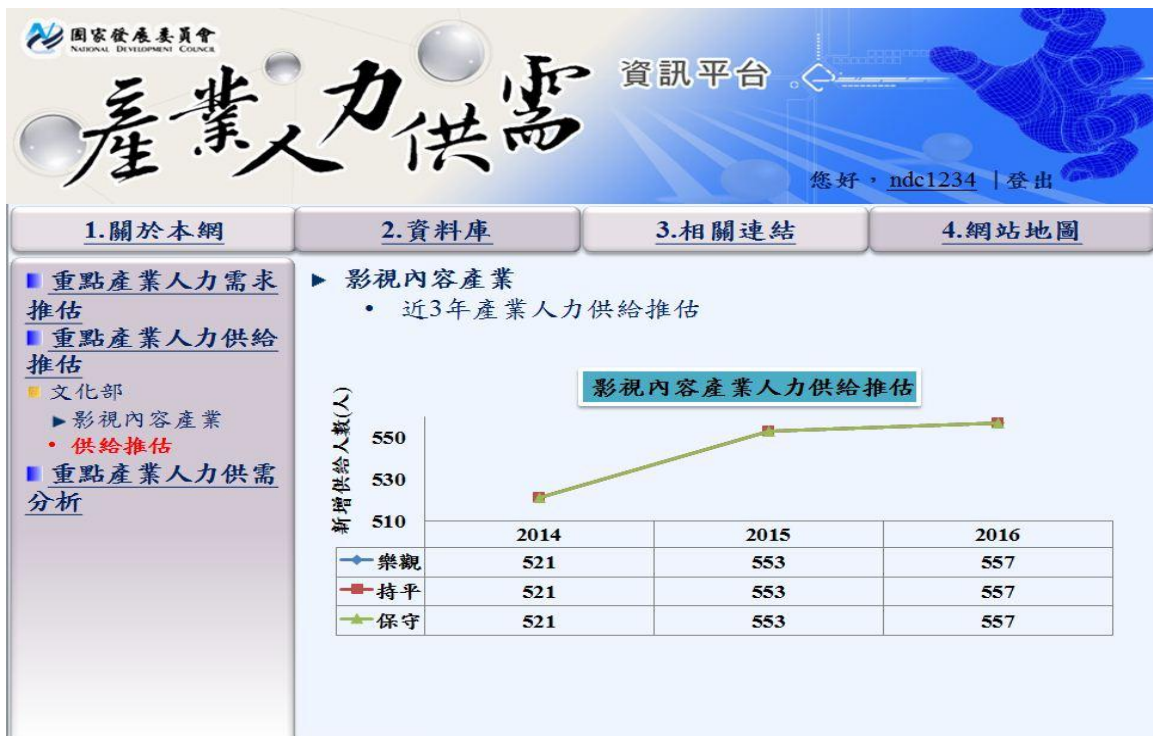 國家發展委員會
NATIONAL DEVELOPMENT COUNCIL
產業人力供需
資訊平台
您好，ndc1234 |登出
1.關於本網
2.資料庫
3.相關連結
4.網站地圖
重點產業人力需求
推估
重點產業人力供給
推估
文化部
影視內容產業
供給推估
重點產業人力供需
分析
影視內容產業
• 近3年產業人力供給推估
影視內容產業人力供給推估
新增供給人數(人)
550
530
510
2014 2015 2016
樂觀 521 553 557
持平 521 553 557
保守 521 553 557